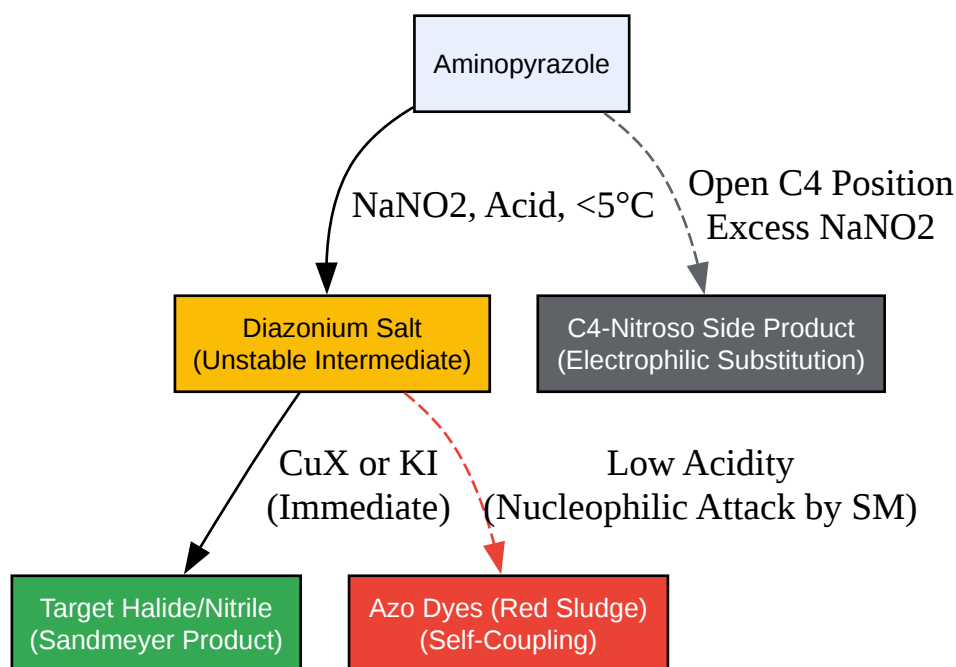 Aminopyrazole
NaNO2, Acid, <5°C
Open C4 Position
Excess NaNO2
Diazonium Salt
(Unstable Intermediate)
C4-Nitroso Side Product
(Electrophilic Substitution)
CuX or KI
(Immediate)
Low Acidity
(Nucleophilic Attack by SM)
Target Halide/Nitrile
(Sandmeyer Product)
Azo Dyes (Red Sludge)
(Self-Coupling)